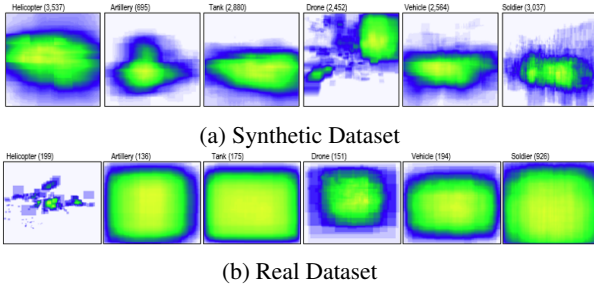 Helicopter (3,537) Artillery (695) Tank (2,880) Drone (2,452) Vehicle (2,564) Soldier (3,037)
(a) Synthetic Dataset
Helicopter (199) Artillery (136) Tank (175) Drone (151) Vehicle (194) Soldier (926)
(b) Real Dataset